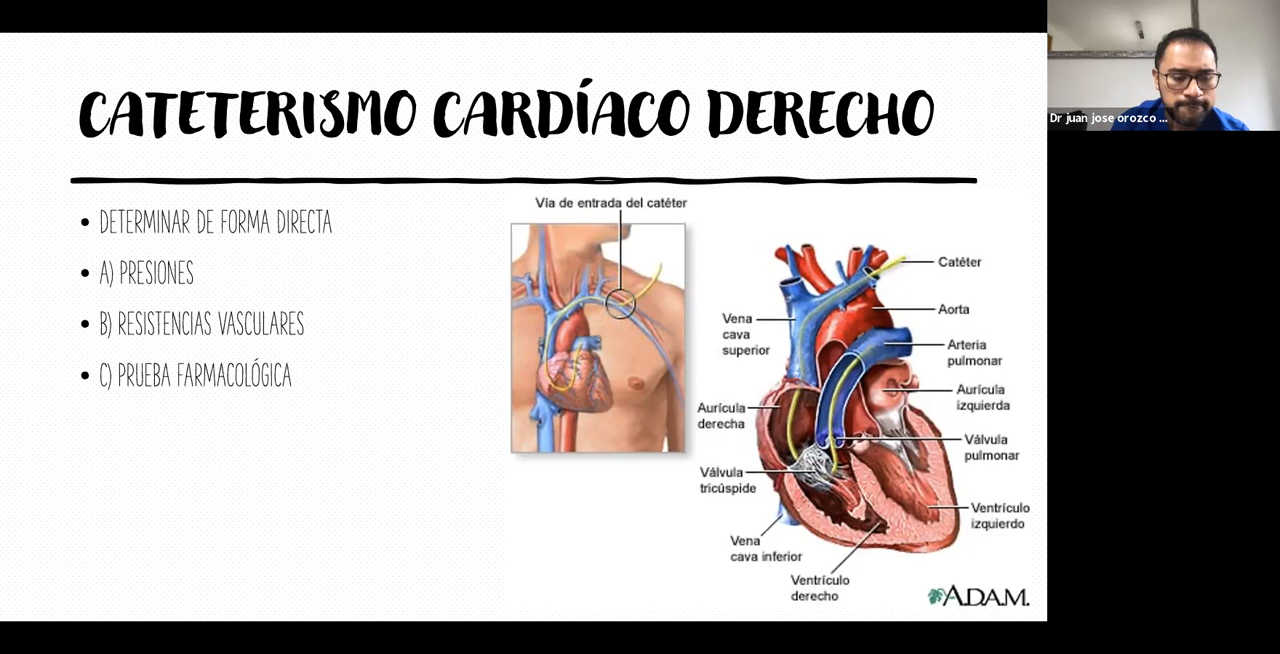 CATETERISMO CARDÍACO DERECHO
• DETERMINAR DE FORMA DIRECTA
• A) PRESIONES
• B) RESISTENCIAS VASCULARES
• C) PRUEBA FARMACOLÓGICA
Vía de entrada del catéter
Catéter
Aorta
Vena
cava
superior
Arteria
pulmonar
Aurícula
izquierda
Aurícula
derecha
Válvula
pulmonar
Válvula
tricúspide
Ventrículo
izquierdo
Vena
cava inferior
Ventrículo
derecho
A.D.A.M.
Dr juan jose orozco ...